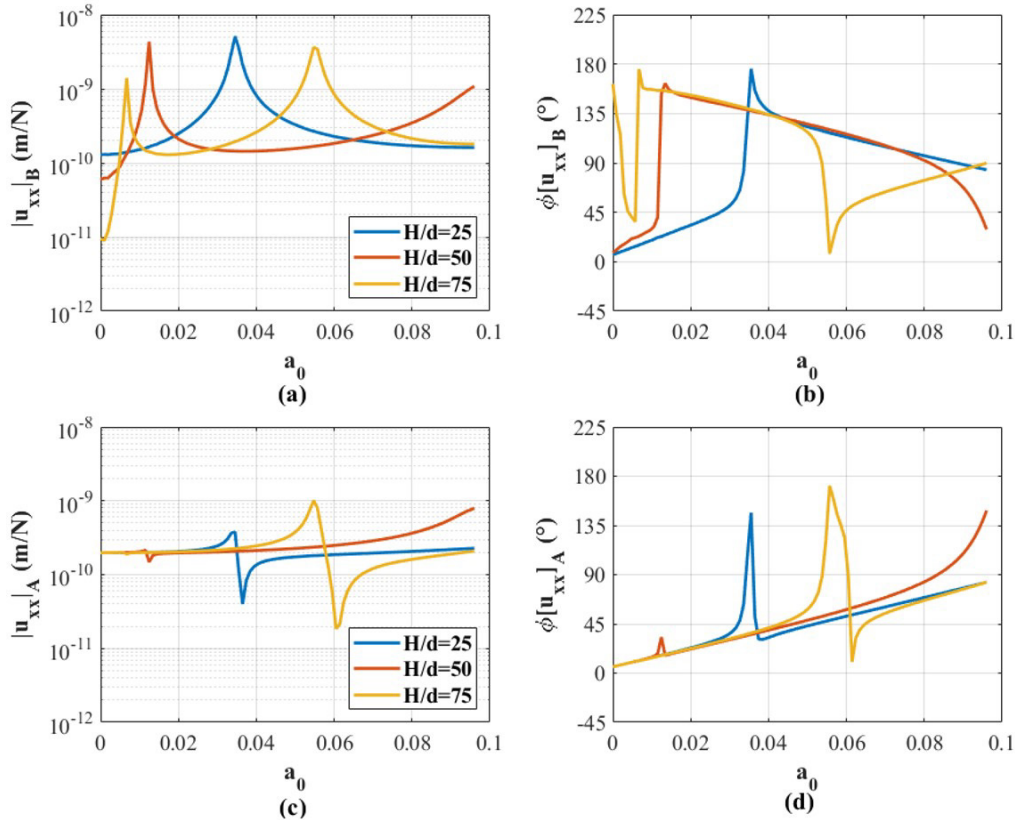 10⁻⁸
10⁻⁹
10⁻¹⁰
10⁻¹¹
10⁻¹²
|u_xx|_B (m/N)
H/d=25
H/d=50
H/d=75
0 0.02 0.04 0.06 0.08 0.1
a₀
(a)
225
180
135
90
45
0
-45
ϕ[u_xx]_B (°)
0 0.02 0.04 0.06 0.08 0.1
a₀
(b)
10⁻⁸
10⁻⁹
10⁻¹⁰
10⁻¹¹
10⁻¹²
|u_xx|_A (m/N)
H/d=25
H/d=50
H/d=75
0 0.02 0.04 0.06 0.08 0.1
a₀
(c)
225
180
135
90
45
0
-45
ϕ[u_xx]_A (°)
0 0.02 0.04 0.06 0.08 0.1
a₀
(d)